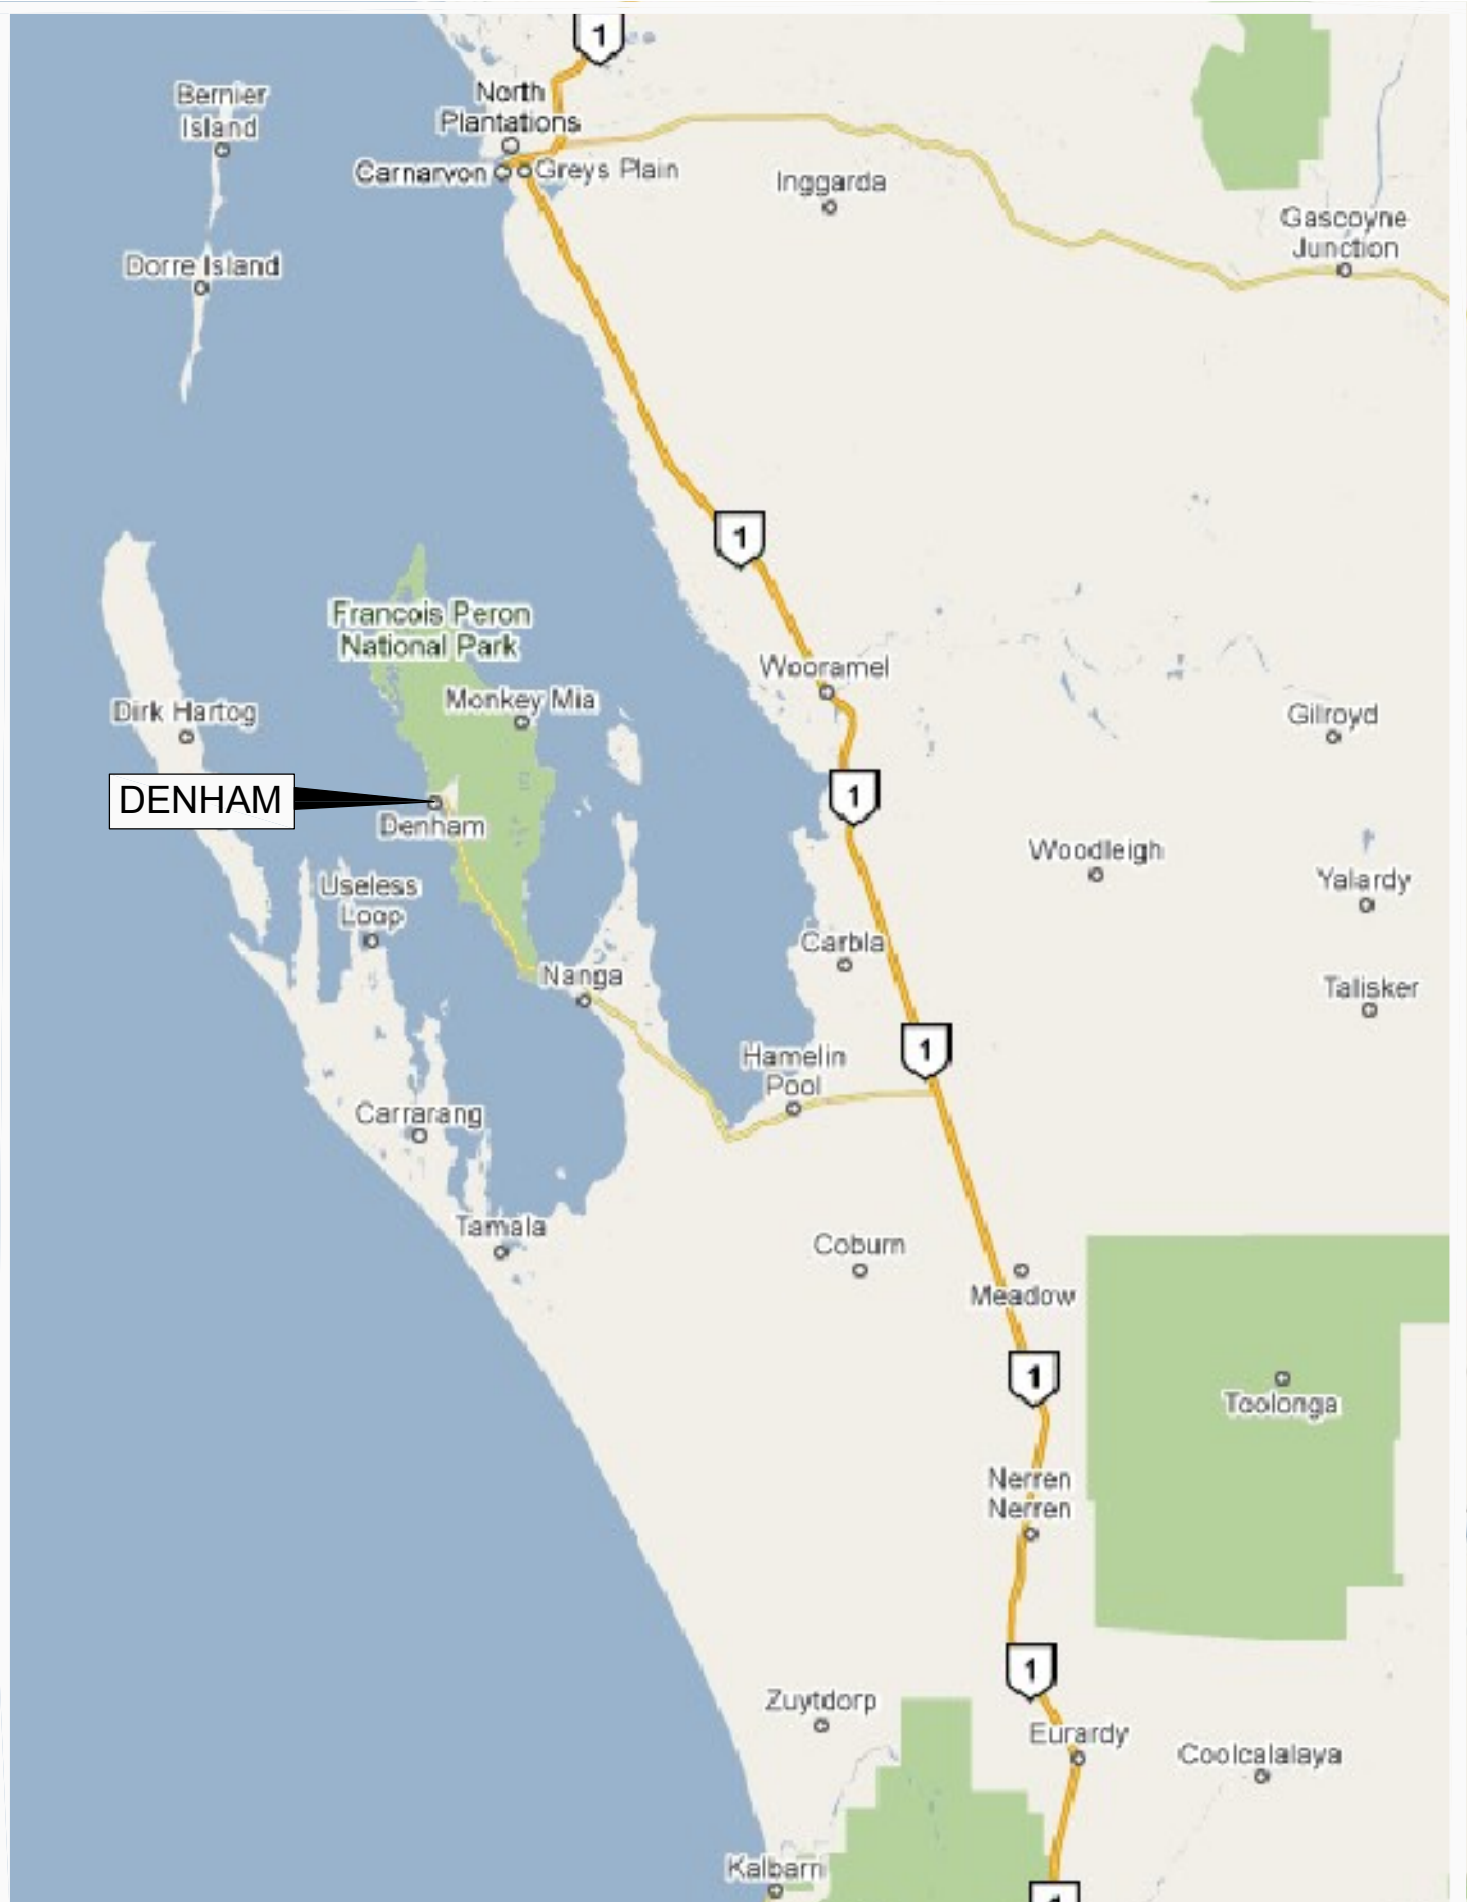 1
North
Plantations
Bernier
Island
Carnarvon
Greys Plain
Inggarda
Gascoyne
Junction
Dorre Island
1
Francois Peron
National Park
Wooramel
Monkey Mia
Dirk Hartog
Gilroyd
DENHAM
1
Denham
Woodleigh
Useless
Loop
Yalardy
Carbla
Nanga
Talisker
1
Hamelin
Pool
Carrarang
Tamala
Coburn
Meadow
1
Toolonga
Nerren
Nerren
1
Zuytdorp
Eurardy
Coolcalalaya
Kalbarri
1